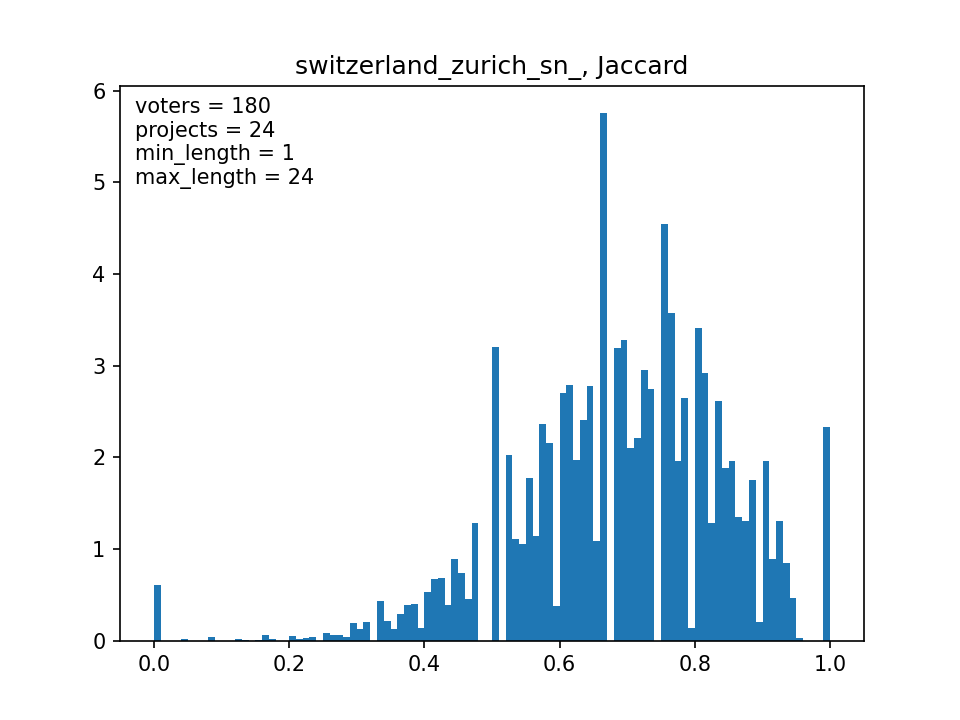 switzerland_zurich_sn_, Jaccard
voters = 180
projects = 24
min_length = 1
max_length = 24
6
5
4
3
2
1
0
0.0 0.2 0.4 0.6 0.8 1.0